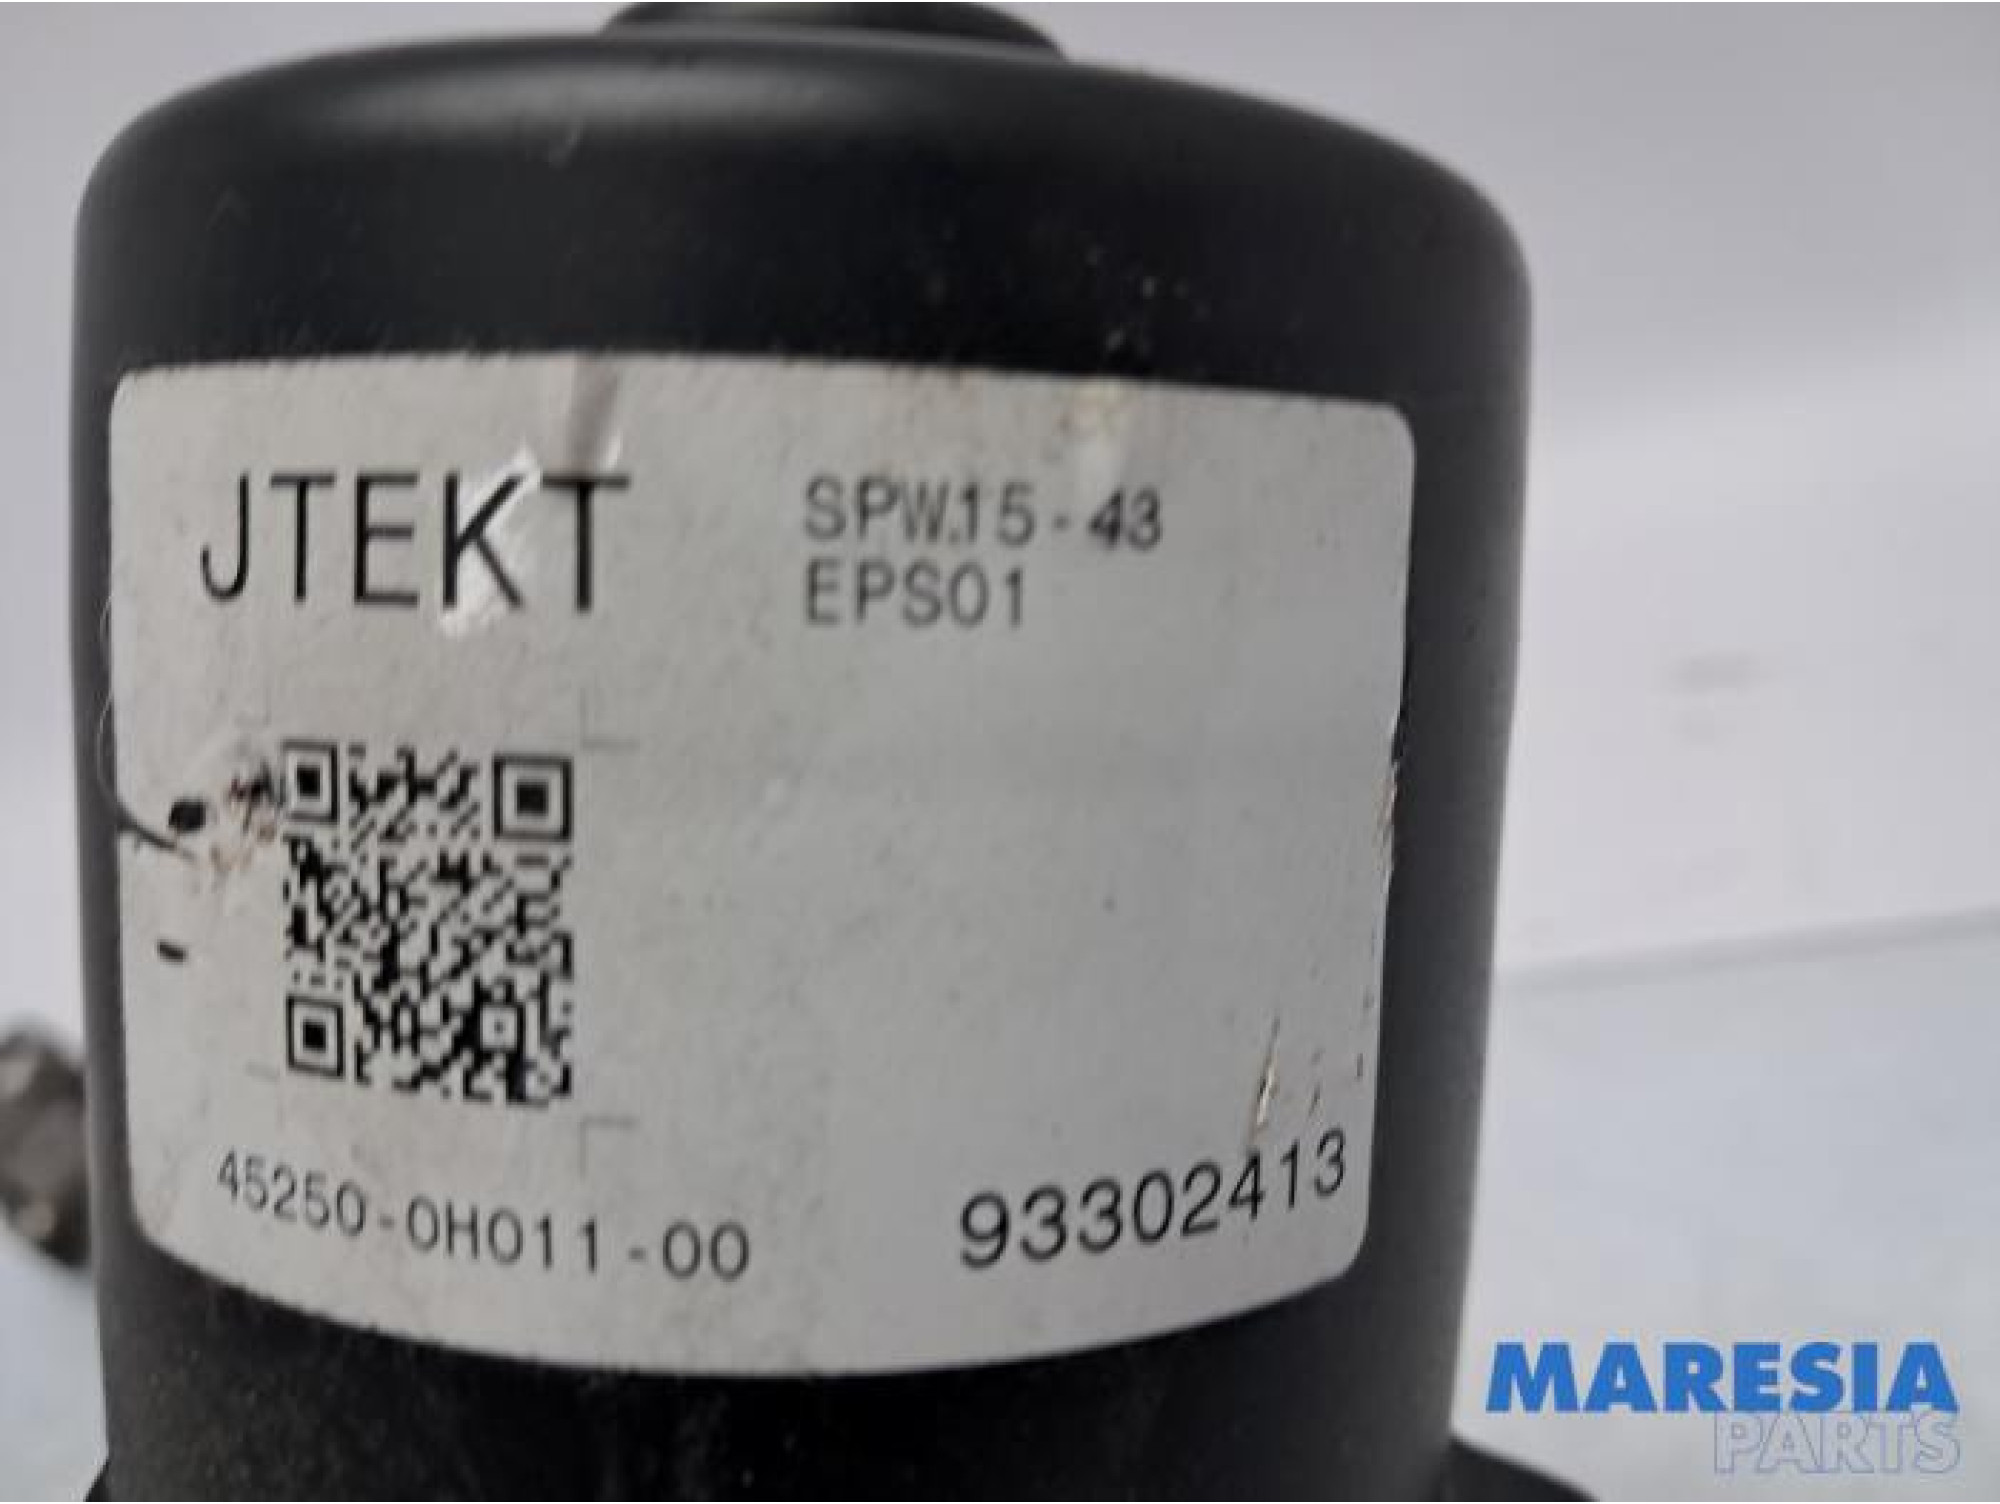 JTEKT
SPW.15-43
EPS01
45250-0H011-00
93302413
MARESIA
PARTS